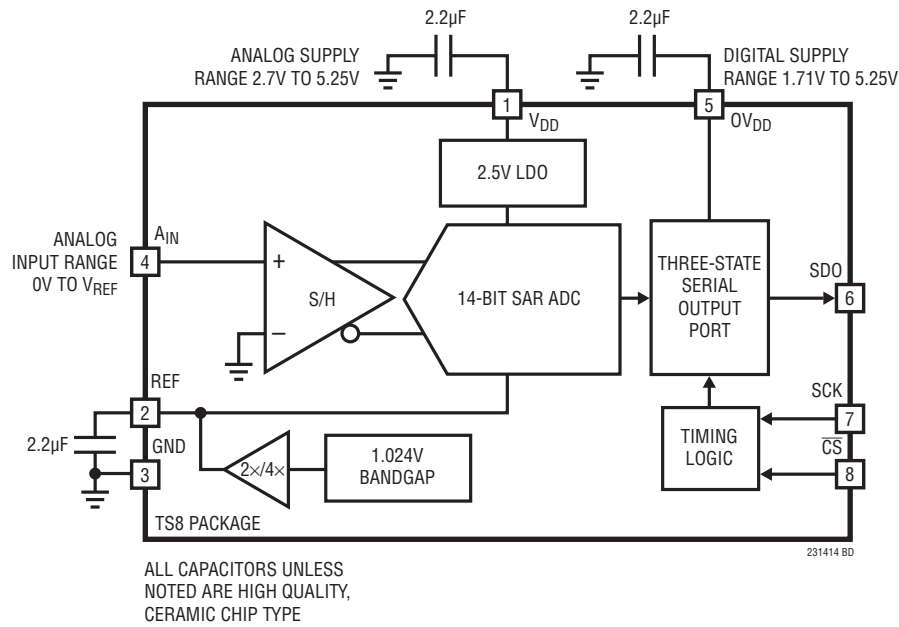 2.2µF
2.2µF
ANALOG SUPPLY
RANGE 2.7V TO 5.25V
DIGITAL SUPPLY
RANGE 1.71V TO 5.25V
1
VDD
5
OVDD
2.5V LDO
ANALOG
INPUT RANGE
0V TO VREF
AIN
4
+
S/H
–
14-BIT SAR ADC
THREE-STATE
SERIAL
OUTPUT
PORT
SDO
6
REF
2
2.2µF
GND
3
2×/4×
1.024V
BANDGAP
TIMING
LOGIC
SCK
7
CS
8
TS8 PACKAGE
231414 BD
ALL CAPACITORS UNLESS
NOTED ARE HIGH QUALITY,
CERAMIC CHIP TYPE